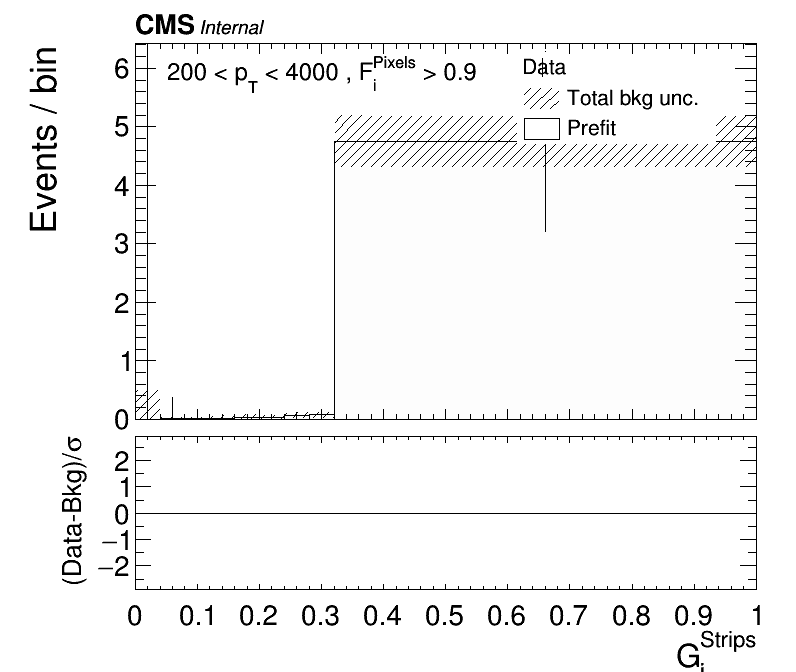 CMS Internal
200 < p_T < 4000 , F_i^Pixels > 0.9
Data
Total bkg unc.
Prefit
Events / bin
6
5
4
3
2
1
0
(Data-Bkg)/σ
2
1
0
−1
−2
0 0.1 0.2 0.3 0.4 0.5 0.6 0.7 0.8 0.9 1
G_i^Strips